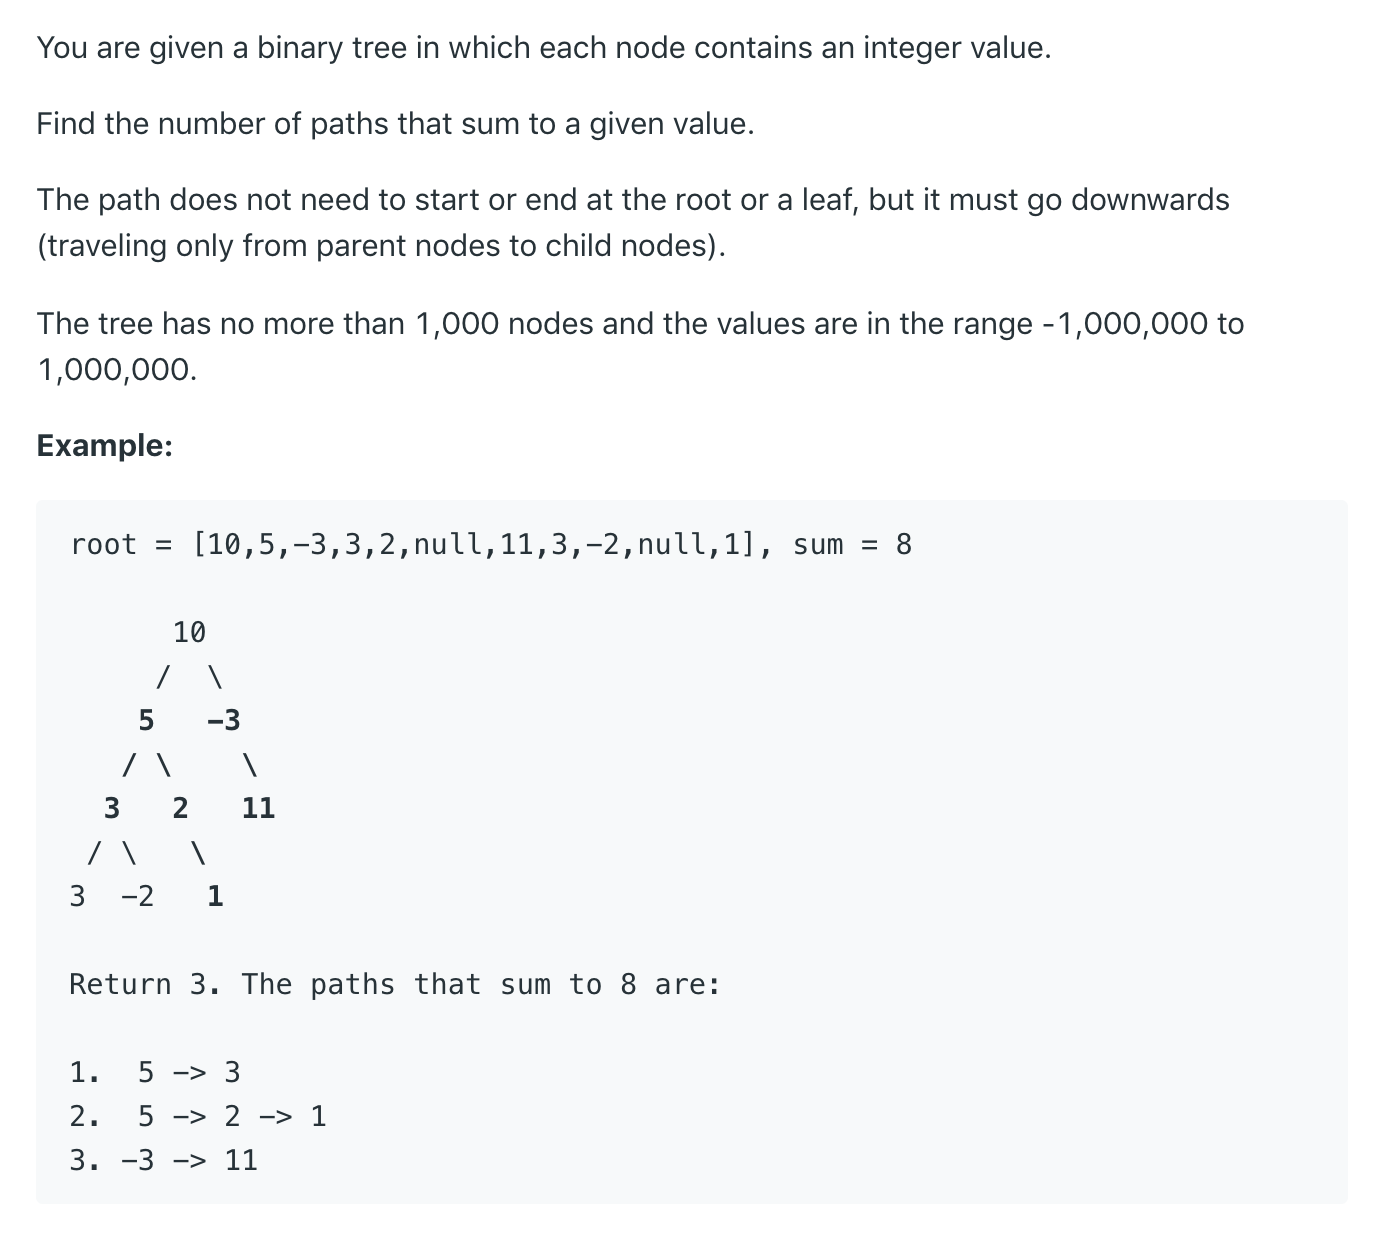 You are given a binary tree in which each node contains an integer value.
Find the number of paths that sum to a given value.
The path does not need to start or end at the root or a leaf, but it must go downwards
(traveling only from parent nodes to child nodes).
The tree has no more than 1,000 nodes and the values are in the range -1,000,000 to
1,000,000.
Example:
root = [10,5,-3,3,2,null,11,3,-2,null,1], sum = 8
      10
     /  \
    5   -3
   / \    \
  3   2   11
 / \   \
3  -2   1
Return 3. The paths that sum to 8 are:
1.  5 -> 3
2.  5 -> 2 -> 1
3. -3 -> 11